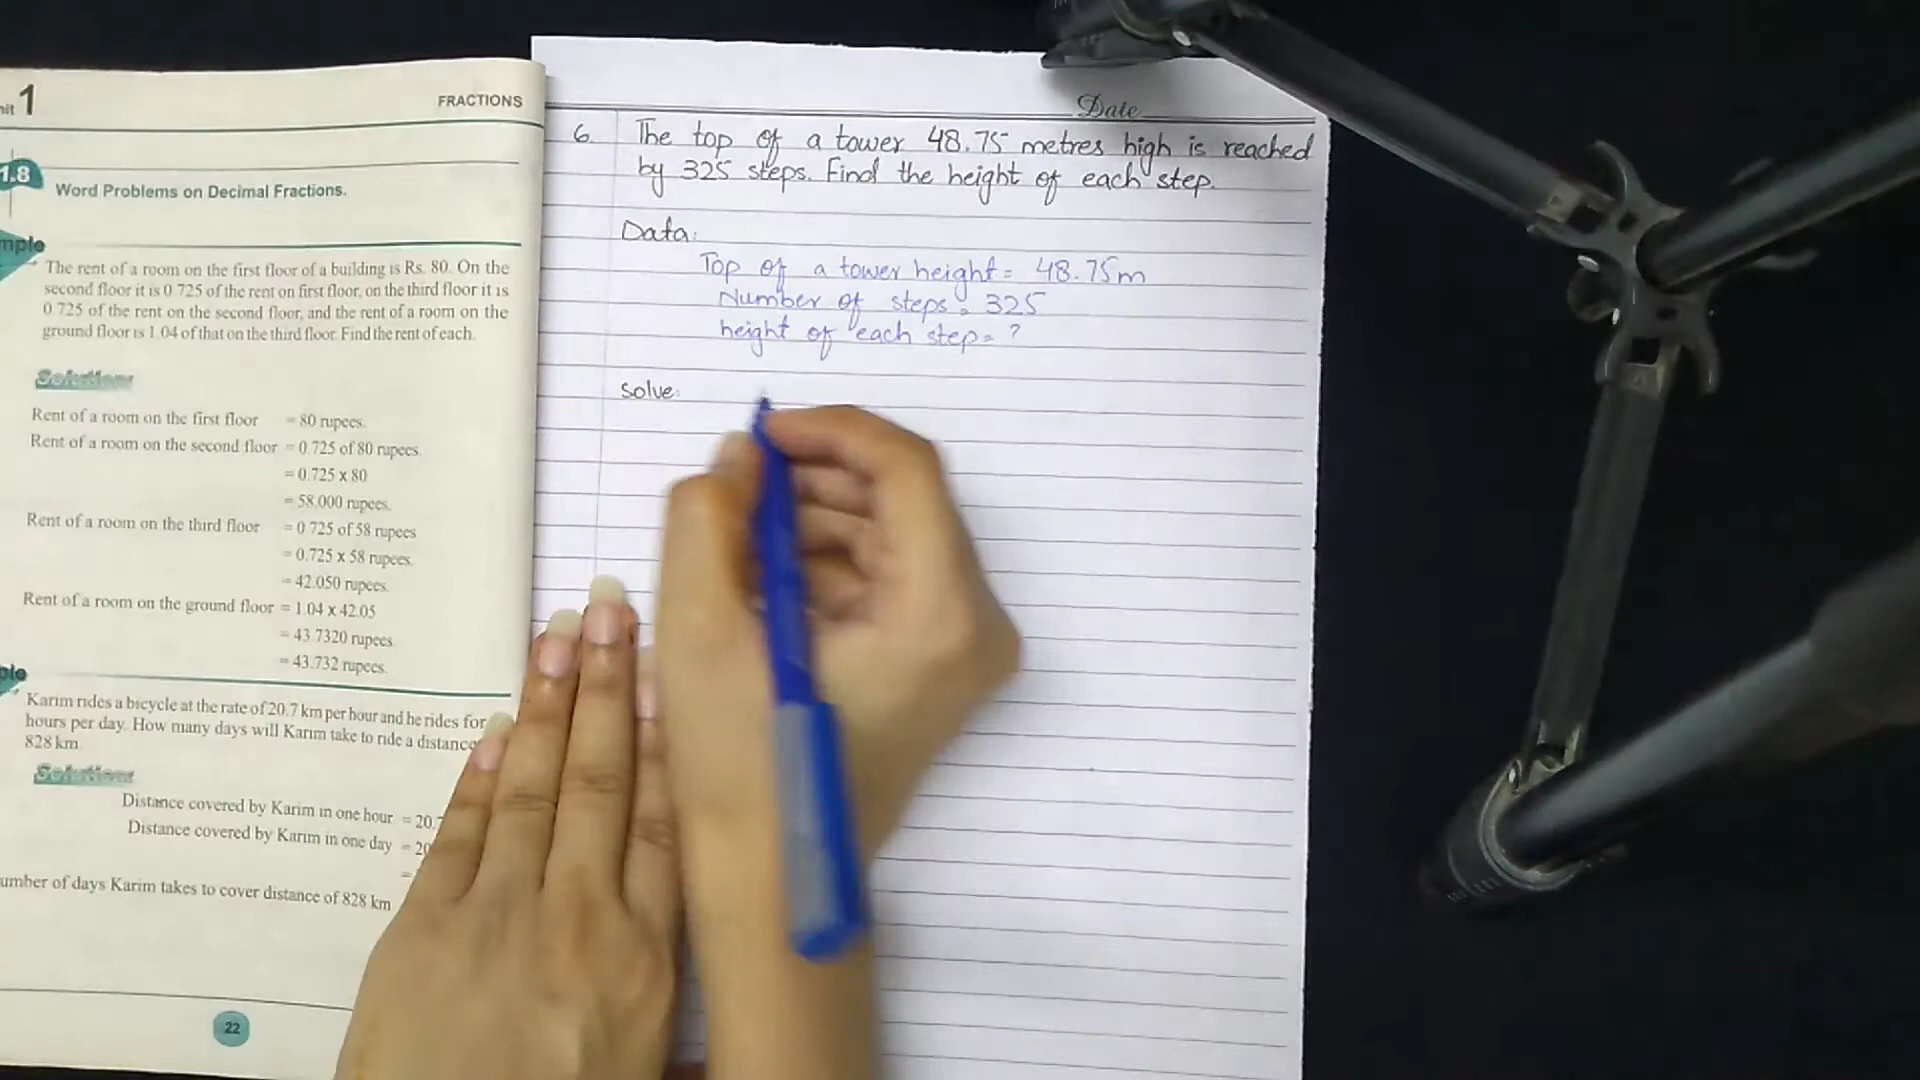 1
FRACTIONS
1.8
Word Problems on Decimal Fractions.
The rent of a room on the first floor of a building is Rs. 80. On the
second floor it is 0.725 of the rent on first floor, on the third floor it is
0.725 of the rent on the second floor, and the rent of a room on the
ground floor is 1.04 of that on the third floor. Find the rent of each.
Solution
Rent of a room on the first floor = 80 rupees.
Rent of a room on the second floor = 0.725 of 80 rupees.
= 0.725 x 80
= 58.000 rupees.
Rent of a room on the third floor = 0.725 of 58 rupees
= 0.725 x 58 rupees.
= 42.050 rupees.
Rent of a room on the ground floor = 1.04 x 42.05
= 43.7320 rupees.
= 43.732 rupees.
Karim rides a bicycle at the rate of 20.7 km per hour and he rides for
hours per day. How many days will Karim take to ride a distance
828 km.
Solution
Distance covered by Karim in one hour = 20.7
Distance covered by Karim in one day = 20
=
umber of days Karim takes to cover distance of 828 km
22
Date
6. The top of a tower 48.75 metres high is reached
by 325 steps. Find the height of each step.
Data:
Top of a tower height = 48.75m
Number of steps = 325
height of each step = ?
Solve: